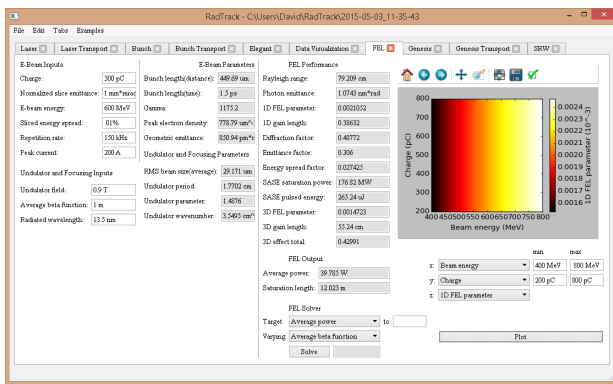 RadTrack - C:\Users\David\RadTrack\2015-05-03_11-35-43
File Edit Tabs Examples
Laser Laser Transport Bunch Bunch Transport Elegant Data Visualization FEL Genesis Genesis Transport SRW
E-Beam Inputs
Charge: 300 pC
Normalized slice emittance: 1 mm*mrad
E-beam energy: 600 MeV
Sliced energy spread: .01%
Repetition rate: 150 kHz
Peak current: 200 A
Undulator and Focusing Inputs
Undulator field: 0.9 T
Average beta function: 1 m
Radiated wavelength: 13.5 nm
E-Beam Parameters
Bunch length(distance): 449.69 um
Bunch length(time): 1.5 ps
Gamma: 1175.2
Peak electron density: 778.79 um^-
Geometric emittance: 850.94 pm*r
Undulator and Focusing Parameters
RMS beam size(average): 29.171 um
Undulator period: 1.7702 cm
Undulator parameter: 1.4876
Undulator wavenumber: 3.5495 cm^
FEL Performance
Rayleigh range: 79.209 cm
Photon emittance: 1.0743 nm*rad
1D FEL parameter: 0.0021052
1D gain length: 0.38632
Diffraction factor: 0.48772
Emittance factor: 0.306
Energy spread factor: 0.027425
SASE saturation power: 176.82 MW
SASE pulsed energy: 265.24 uJ
3D FEL parameter: 0.0014723
3D gain length: 55.24 cm
3D effect total: 0.42991
FEL Output
Average power: 39.785 W
Saturation length: 12.023 m
FEL Solver
Target Average power to
Varying Average beta function
Solve
800
700
600
500
400
300
200
Charge (pC)
400 450 500 550 600 650 700 750 800
Beam energy (MeV)
0.0024
0.0023
0.0022
0.0021
0.0020
0.0019
0.0018
0.0017
0.0016
1D FEL parameter (10^-3)
min max
x: Beam energy 400 MeV 800 MeV
y: Charge 200 pC 800 pC
z: 1D FEL parameter
Plot